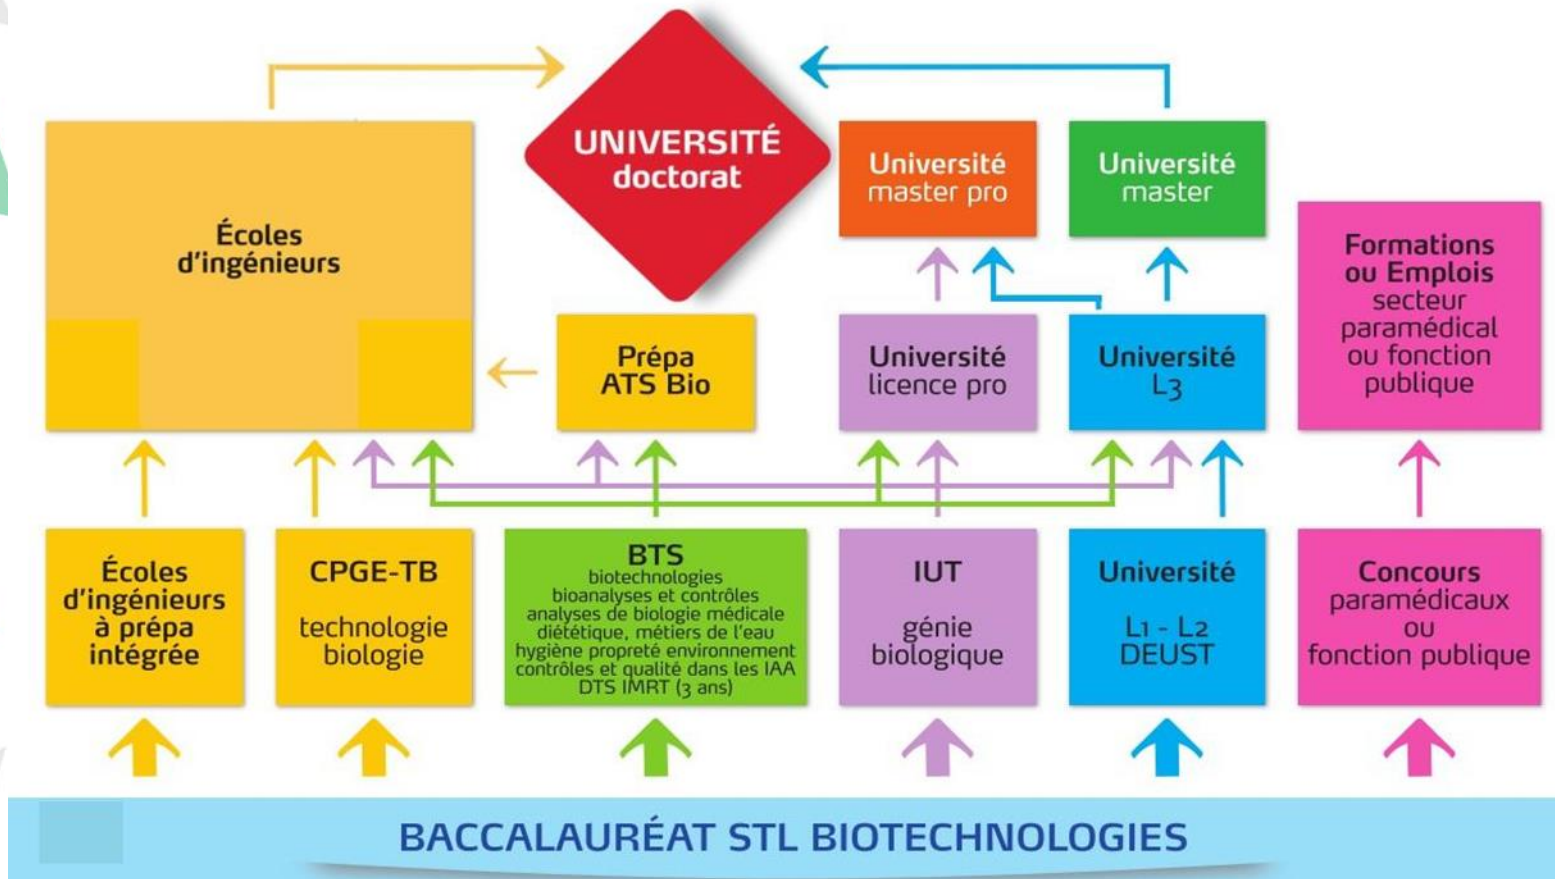 UNIVERSITÉ
doctorat
Université
master pro
Université
master
Écoles
d'ingénieurs
Formations
ou Emplois
secteur
paramédical
ou fonction
publique
Prépa
ATS Bio
Université
licence pro
Université
L3
Écoles
d'ingénieurs
à prépa
intégrée
CPGE-TB
technologie
biologie
BTS
biotechnologies
bioanalyses et contrôles
analyses de biologie médicale
diététique, métiers de l'eau
hygiène propreté environnement
contrôles et qualité dans les IAA
DTS IMRT (3 ans)
IUT
génie
biologique
Université
L1 - L2
DEUST
Concours
paramédicaux
ou
fonction publique
BACCALAURÉAT STL BIOTECHNOLOGIES